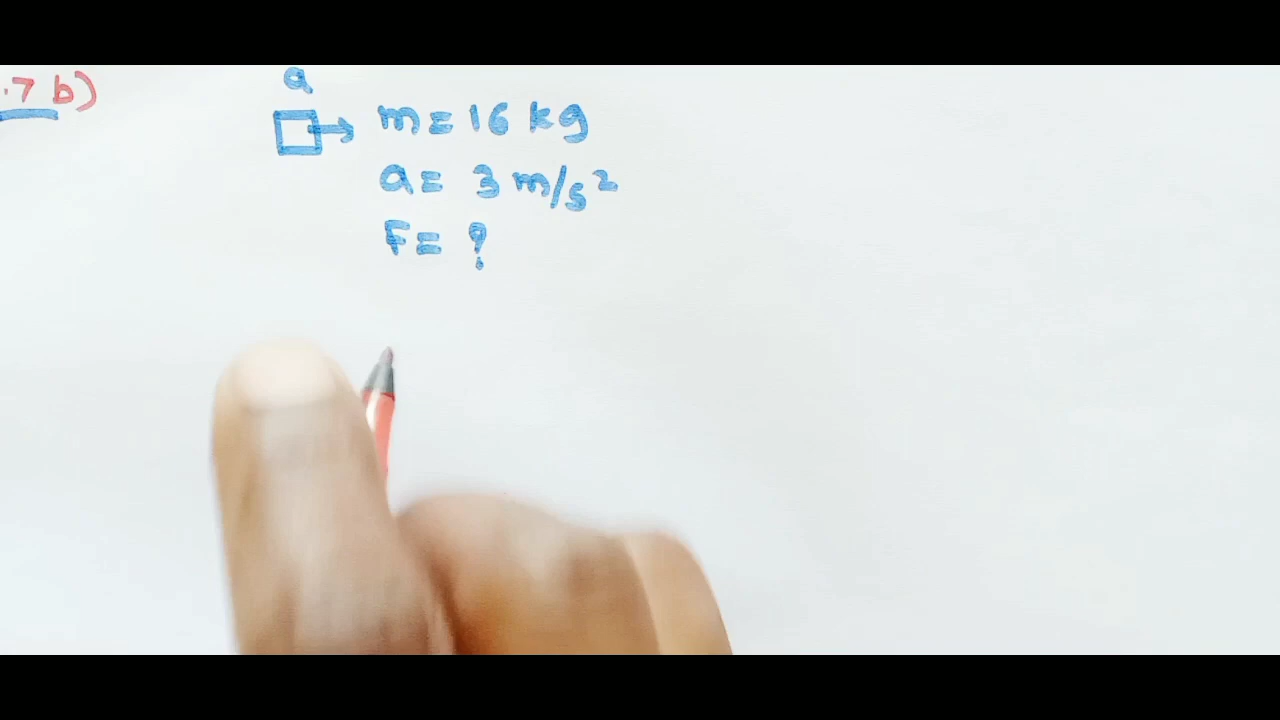 .7 b)
a
m = 16 kg
a = 3 m/s²
F = ?